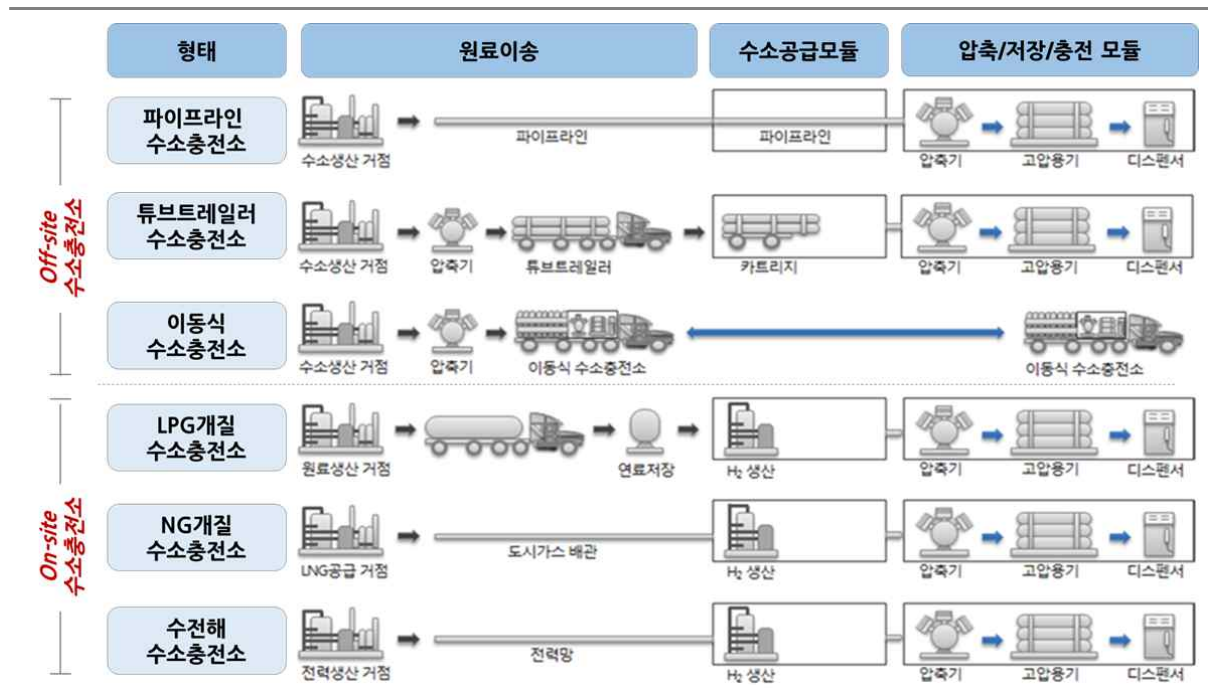 형태
원료이송
수소공급모듈
압축/저장/충전 모듈
Off-site
수소충전소
파이프라인
수소충전소
수소생산 거점
파이프라인
파이프라인
압축기
고압용기
디스펜서
튜브트레일러
수소충전소
수소생산 거점
압축기
튜브트레일러
카트리지
압축기
고압용기
디스펜서
이동식
수소충전소
수소생산 거점
압축기
이동식 수소충전소
이동식 수소충전소
On-site
수소충전소
LPG개질
수소충전소
원료생산 거점
연료저장
H₂ 생산
압축기
고압용기
디스펜서
NG개질
수소충전소
LNG공급 거점
도시가스 배관
H₂ 생산
압축기
고압용기
디스펜서
수전해
수소충전소
전력생산 거점
전력망
H₂ 생산
압축기
고압용기
디스펜서